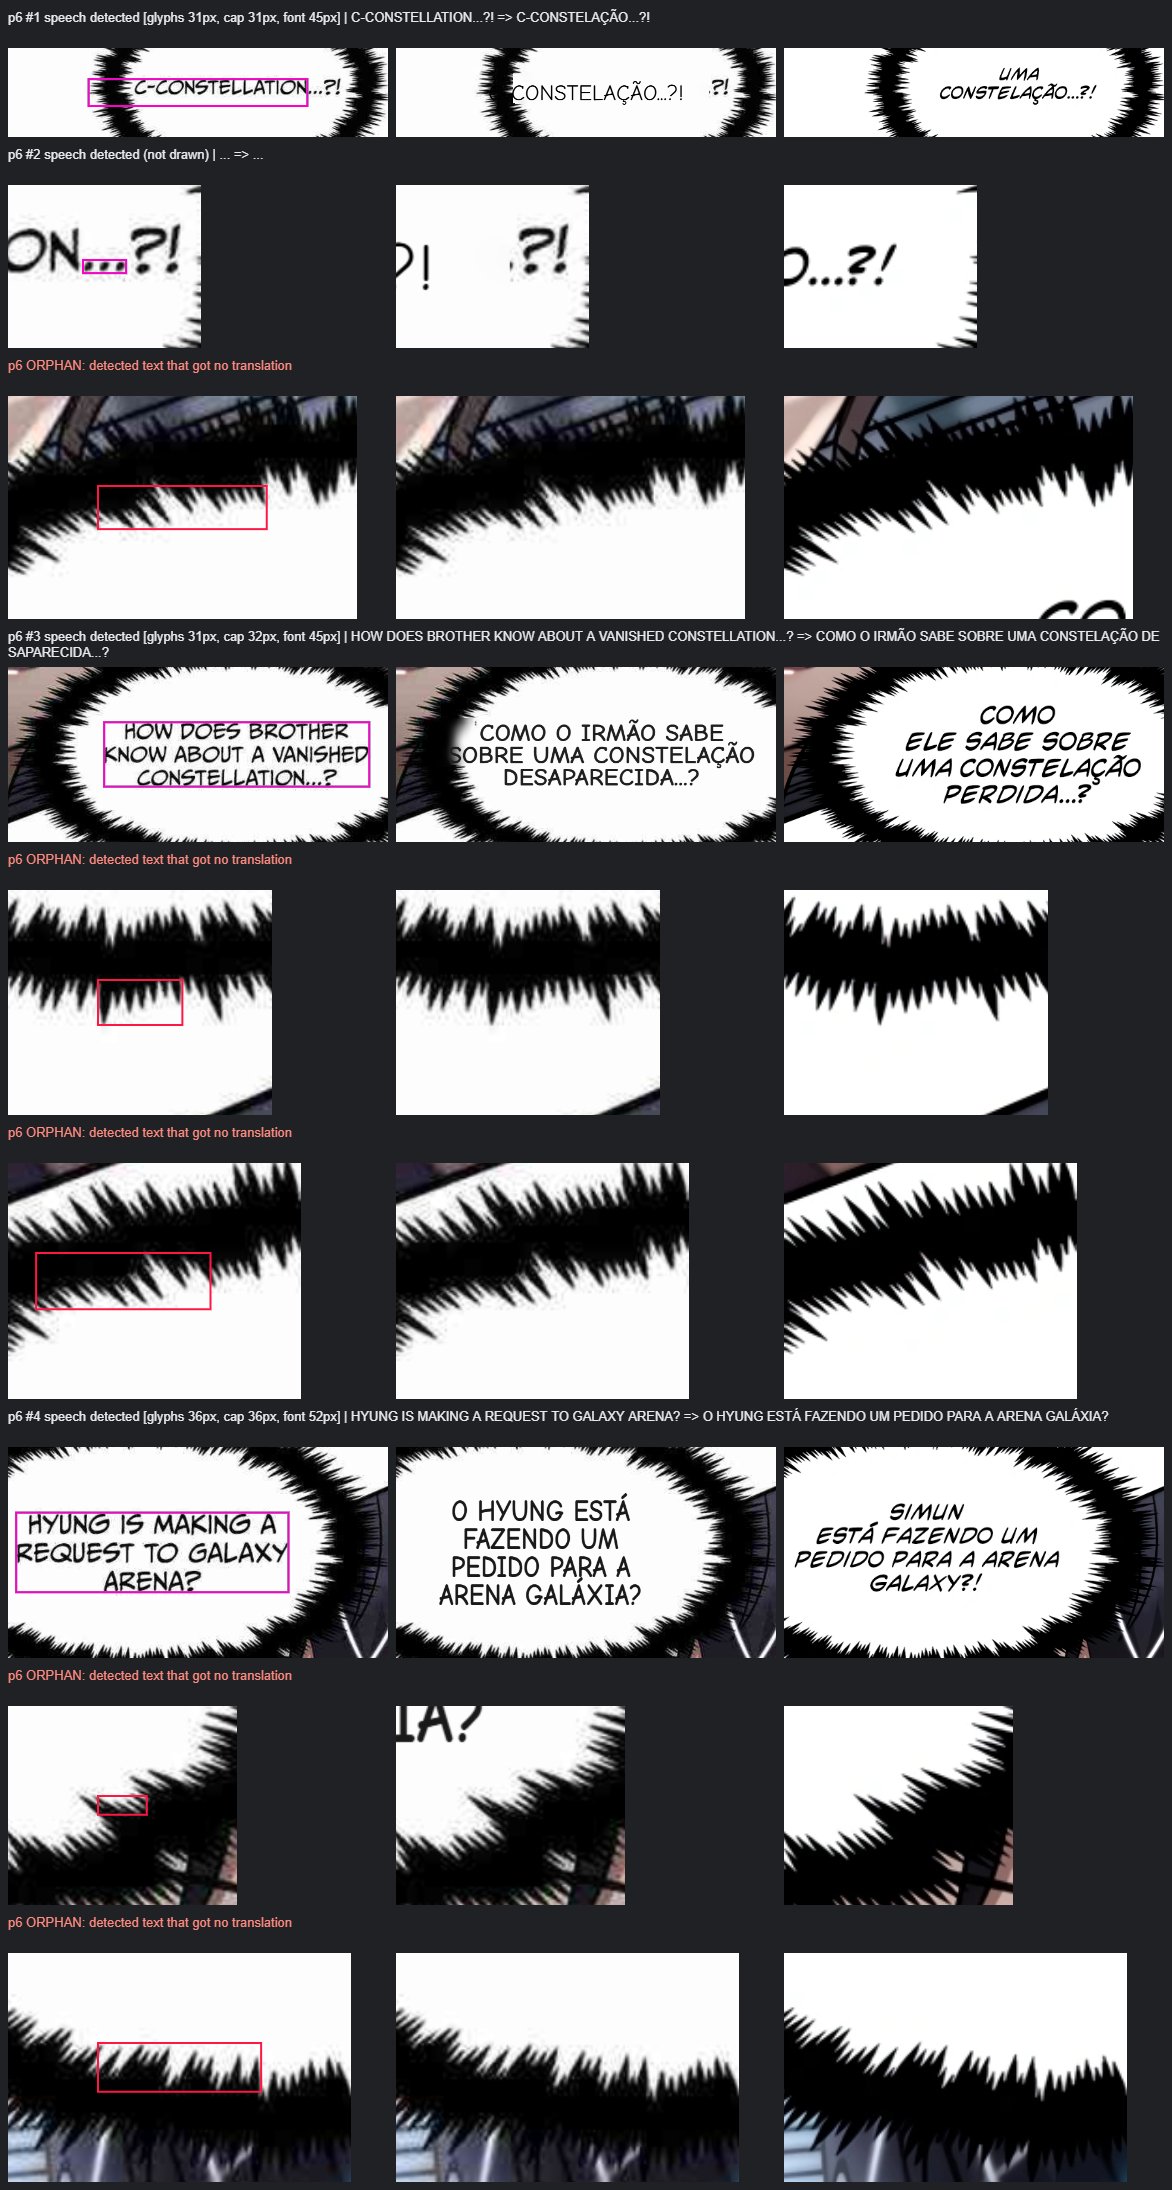 p6 #1 speech detected [glyphs 31px, cap 31px, font 45px] | C-CONSTELLATION...?! => C-CONSTELAÇÃO...?!
C-CONSTELLATION...?!
CONSTELAÇÃO...?! ?!
UMA
CONSTELAÇÃO...?!
p6 #2 speech detected (not drawn) | ... => ...
ON...?!
?! ?!
O...?!
p6 ORPHAN: detected text that got no translation
CO
p6 #3 speech detected [glyphs 31px, cap 32px, font 45px] | HOW DOES BROTHER KNOW ABOUT A VANISHED CONSTELLATION...? => COMO O IRMÃO SABE SOBRE UMA CONSTELAÇÃO DE
SAPARECIDA...?
HOW DOES BROTHER
KNOW ABOUT A VANISHED
CONSTELLATION...?
COMO O IRMÃO SABE
SOBRE UMA CONSTELAÇÃO
DESAPARECIDA...?
COMO
ELE SABE SOBRE
UMA CONSTELAÇÃO
PERDIDA...?
p6 ORPHAN: detected text that got no translation
p6 ORPHAN: detected text that got no translation
p6 #4 speech detected [glyphs 36px, cap 36px, font 52px] | HYUNG IS MAKING A REQUEST TO GALAXY ARENA? => O HYUNG ESTÁ FAZENDO UM PEDIDO PARA A ARENA GALÁXIA?
HYUNG IS MAKING A
REQUEST TO GALAXY
ARENA?
O HYUNG ESTÁ
FAZENDO UM
PEDIDO PARA A
ARENA GALÁXIA?
SIMUN
ESTÁ FAZENDO UM
PEDIDO PARA A ARENA
GALAXY?!
p6 ORPHAN: detected text that got no translation
IA?
p6 ORPHAN: detected text that got no translation